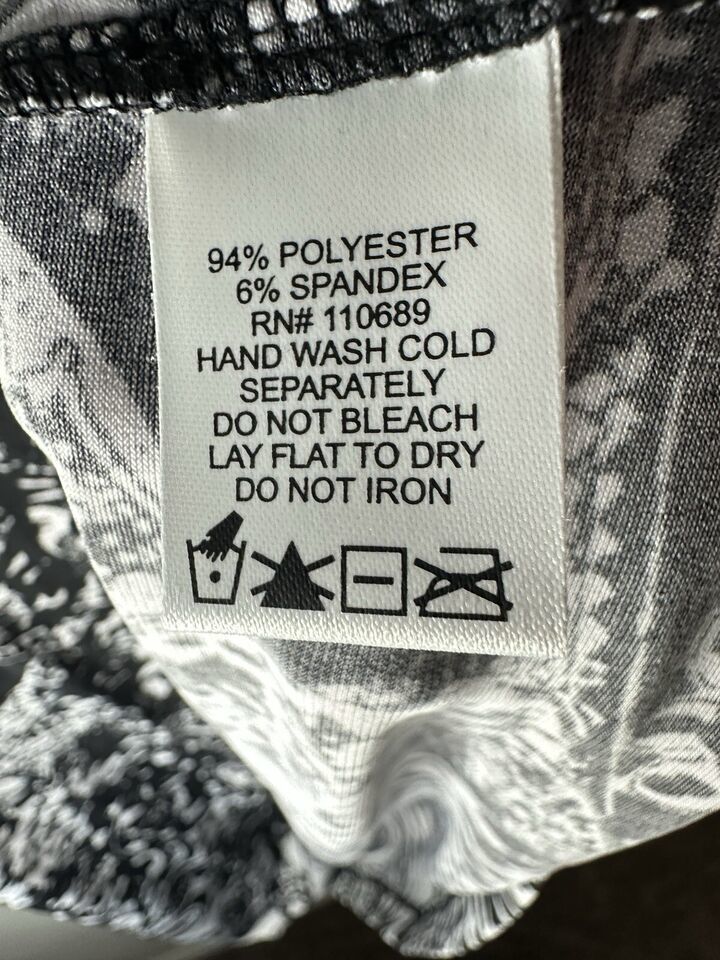 94% POLYESTER
6% SPANDEX
RN# 110689
HAND WASH COLD
SEPARATELY
DO NOT BLEACH
LAY FLAT TO DRY
DO NOT IRON